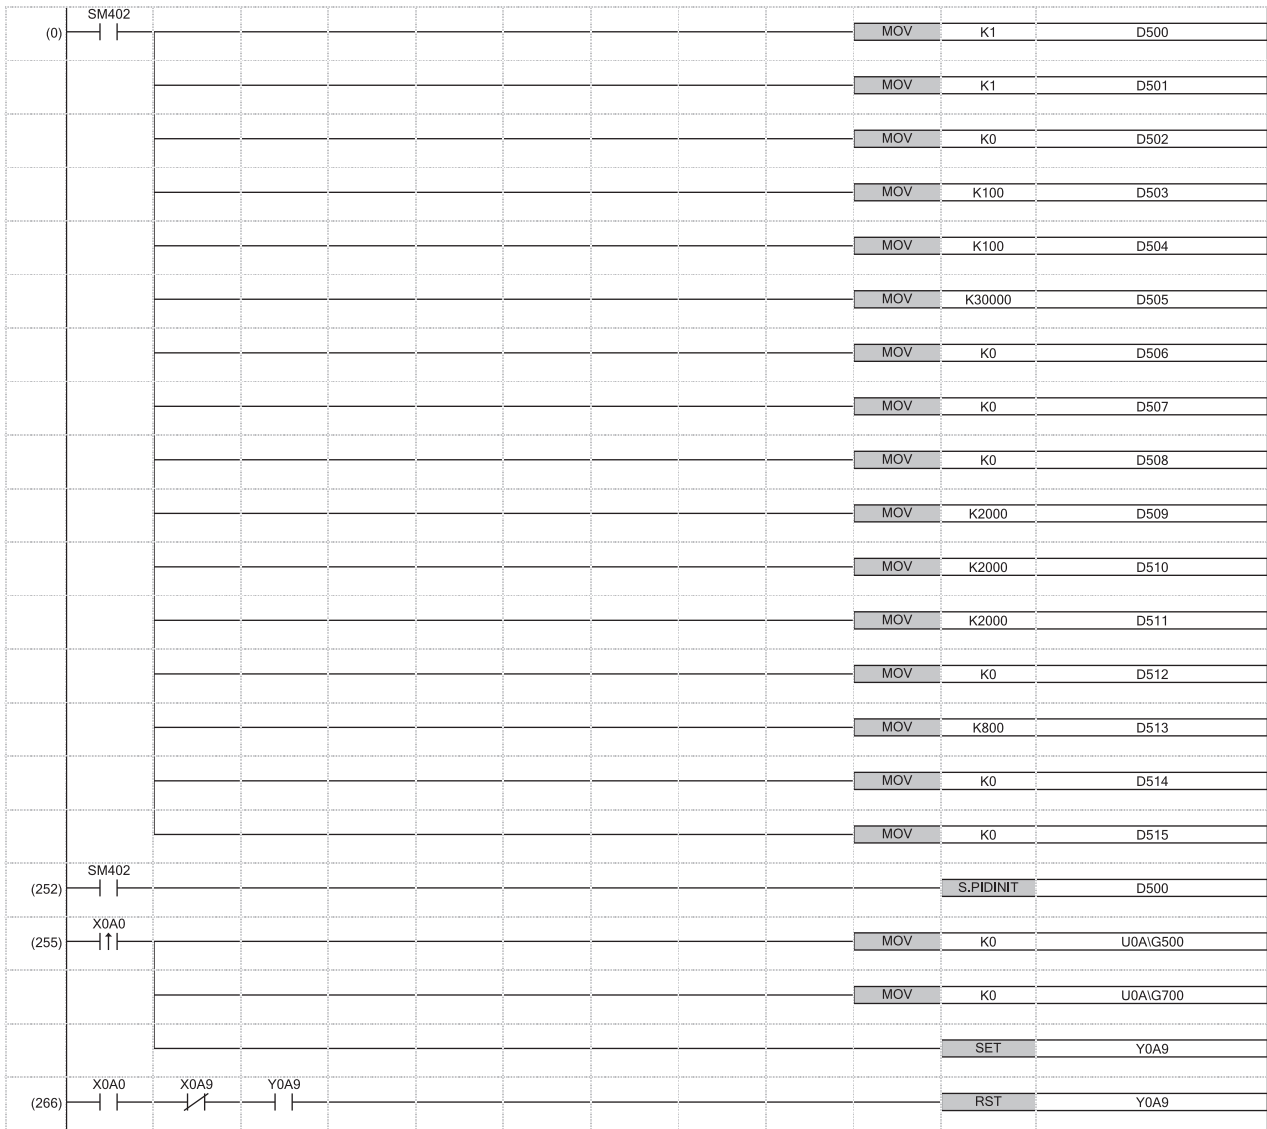 SM402
(0) MOV K1 D500
MOV K1 D501
MOV K0 D502
MOV K100 D503
MOV K100 D504
MOV K30000 D505
MOV K0 D506
MOV K0 D507
MOV K0 D508
MOV K2000 D509
MOV K2000 D510
MOV K2000 D511
MOV K0 D512
MOV K800 D513
MOV K0 D514
MOV K0 D515
SM402
(252) S.PIDINIT D500
X0A0
(255) MOV K0 U0A\G500
MOV K0 U0A\G700
SET Y0A9
X0A0 X0A9 Y0A9
(266) RST Y0A9